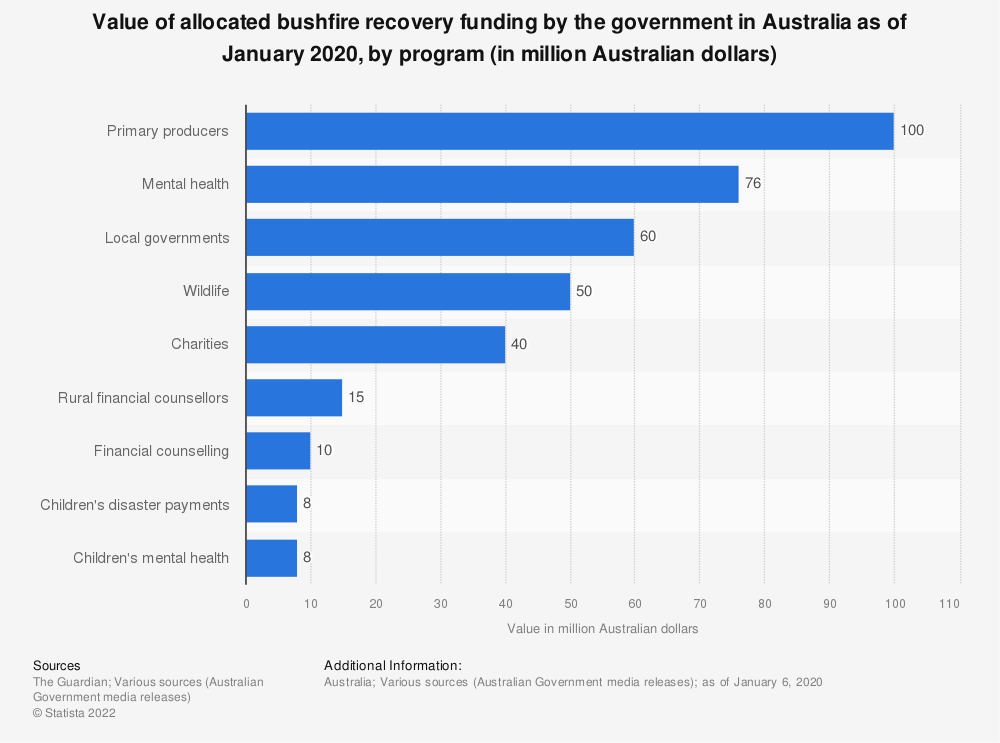 Value of allocated bushfire recovery funding by the government in Australia as of
January 2020, by program (in million Australian dollars)
Primary producers 100
Mental health 76
Local governments 60
Wildlife 50
Charities 40
Rural financial counsellors 15
Financial counselling 10
Children's disaster payments 8
Children's mental health 8
0 10 20 30 40 50 60 70 80 90 100 110
Value in million Australian dollars
Sources
The Guardian; Various sources (Australian
Government media releases)
© Statista 2022
Additional Information:
Australia; Various sources (Australian Government media releases); as of January 6, 2020